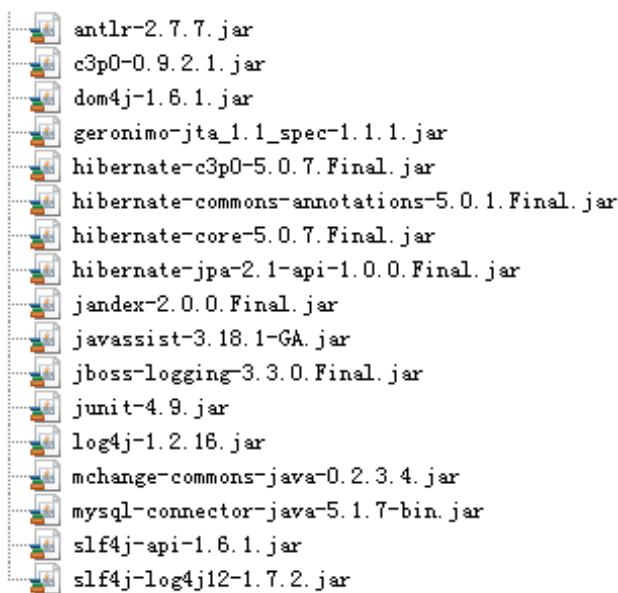 antlr-2.7.7.jar
c3p0-0.9.2.1.jar
dom4j-1.6.1.jar
geronimo-jta_1.1_spec-1.1.1.jar
hibernate-c3p0-5.0.7.Final.jar
hibernate-commons-annotations-5.0.1.Final.jar
hibernate-core-5.0.7.Final.jar
hibernate-jpa-2.1-api-1.0.0.Final.jar
jandex-2.0.0.Final.jar
javassist-3.18.1-GA.jar
jboss-logging-3.3.0.Final.jar
junit-4.9.jar
log4j-1.2.16.jar
mchange-commons-java-0.2.3.4.jar
mysql-connector-java-5.1.7-bin.jar
slf4j-api-1.6.1.jar
slf4j-log4j12-1.7.2.jar